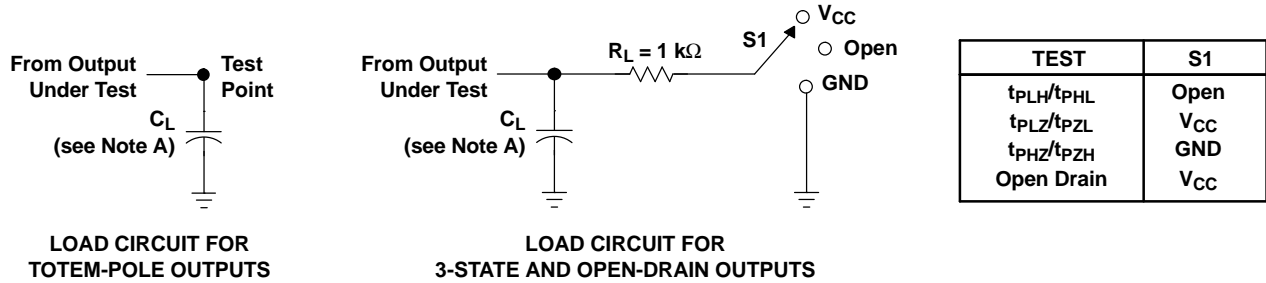 From Output
Under Test
Test
Point
CL
(see Note A)
LOAD CIRCUIT FOR
TOTEM-POLE OUTPUTS
From Output
Under Test
RL = 1 kΩ
S1
VCC
Open
GND
CL
(see Note A)
LOAD CIRCUIT FOR
3-STATE AND OPEN-DRAIN OUTPUTS
TEST S1
tPLH/tPHL Open
tPLZ/tPZL VCC
tPHZ/tPZH GND
Open Drain VCC